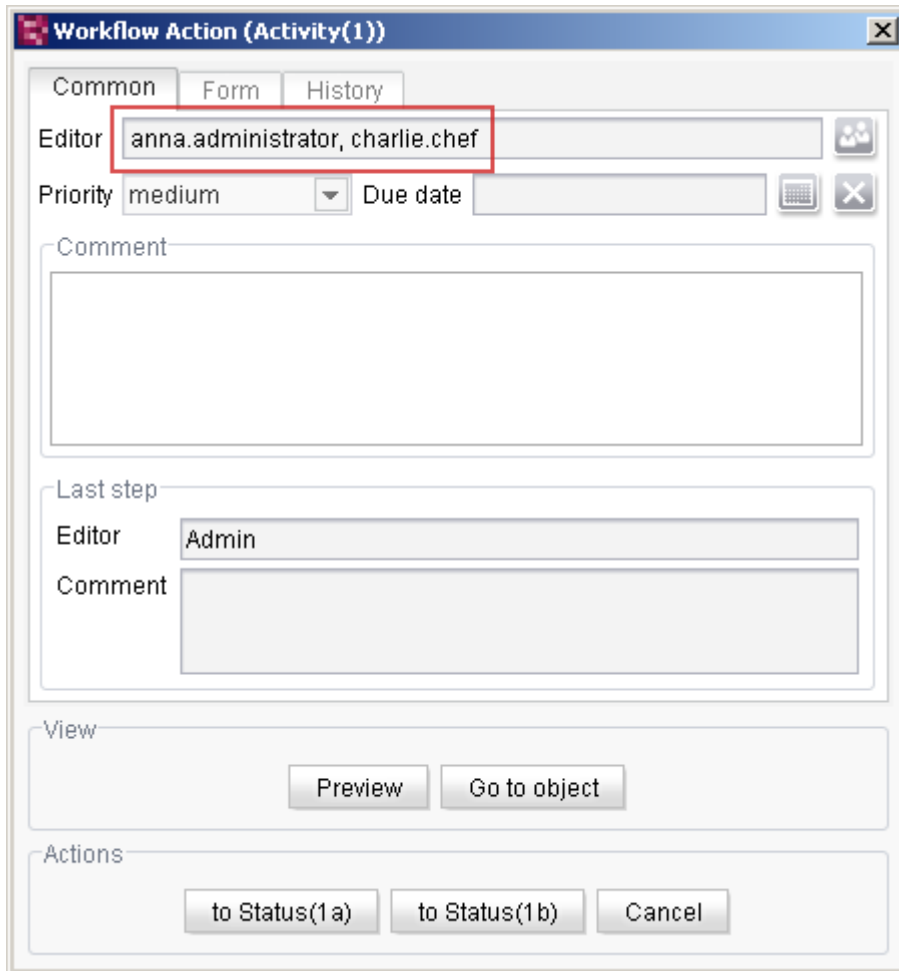 Workflow Action (Activity(1))
Common Form History
Editor anna.administrator, charlie.chef
Priority medium Due date
Comment
Last step
Editor Admin
Comment
View
Preview Go to object
Actions
to Status(1a) to Status(1b) Cancel